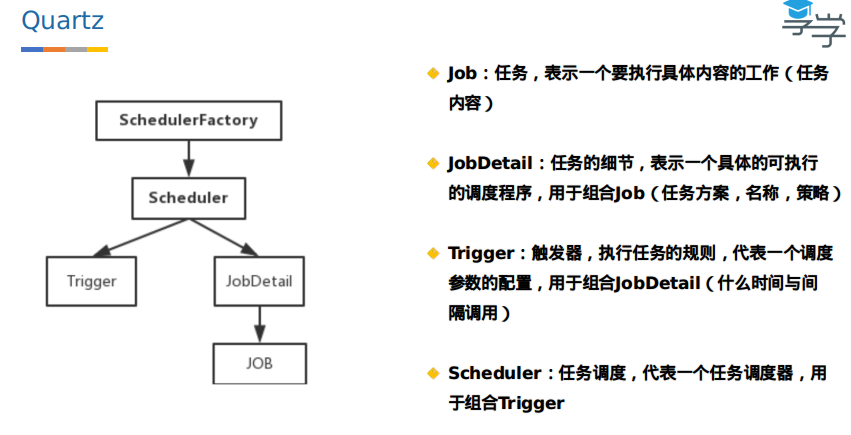 Quartz
享学
SchedulerFactory
Scheduler
Trigger
JobDetail
JOB
Job：任务，表示一个要执行具体内容的工作（任务
内容）
JobDetail：任务的细节，表示一个具体的可执行
的调度程序，用于组合Job（任务方案，名称，策略）
Trigger：触发器，执行任务的规则，代表一个调度
参数的配置，用于组合JobDetail（什么时间与间
隔调用）
Scheduler：任务调度，代表一个任务调度器，用
于组合Trigger